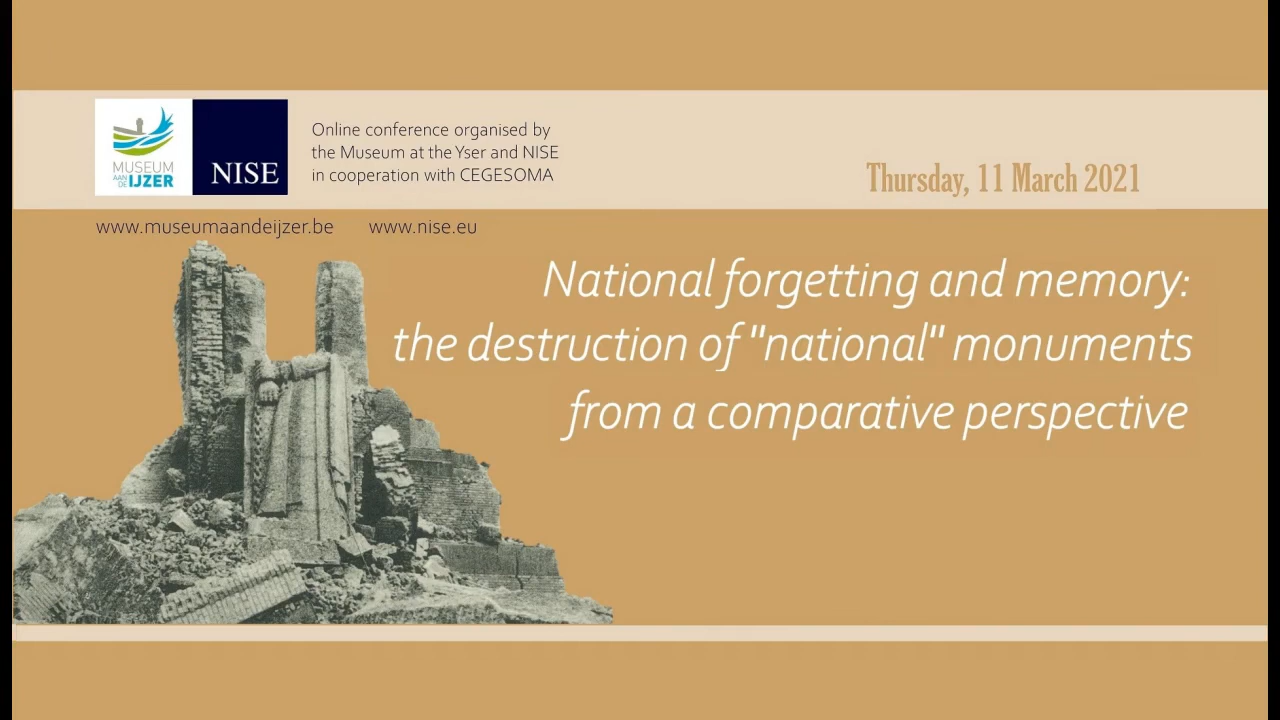 MUSEUM
AAN
DE IJZER
NISE
Online conference organised by
the Museum at the Yser and NISE
in cooperation with CEGESOMA
Thursday, 11 March 2021
www.museumaandeijzer.be www.nise.eu
National forgetting and memory:
the destruction of "national" monuments
from a comparative perspective